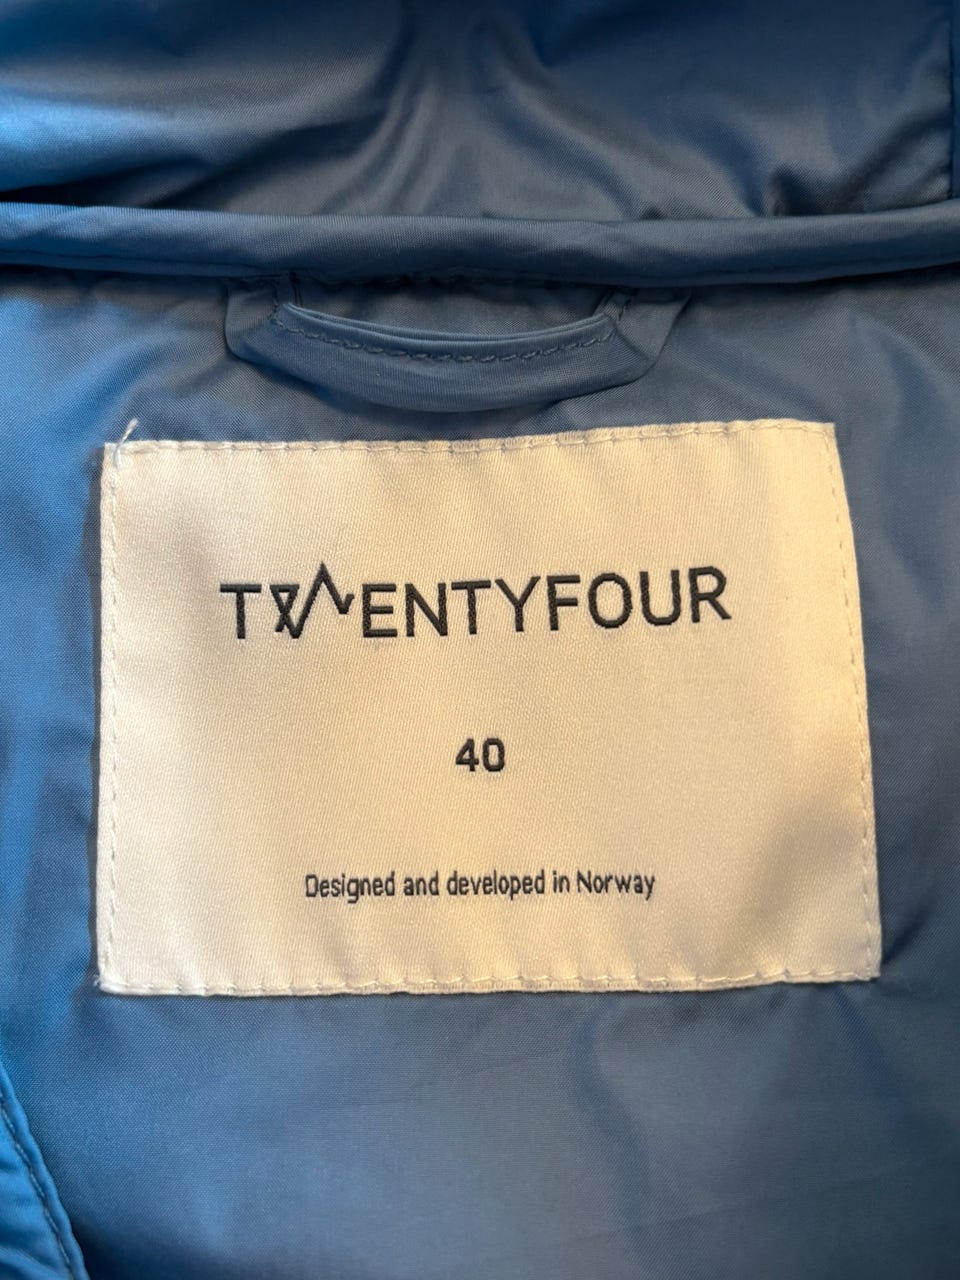 TWENTYFOUR
40
Designed and developed in Norway